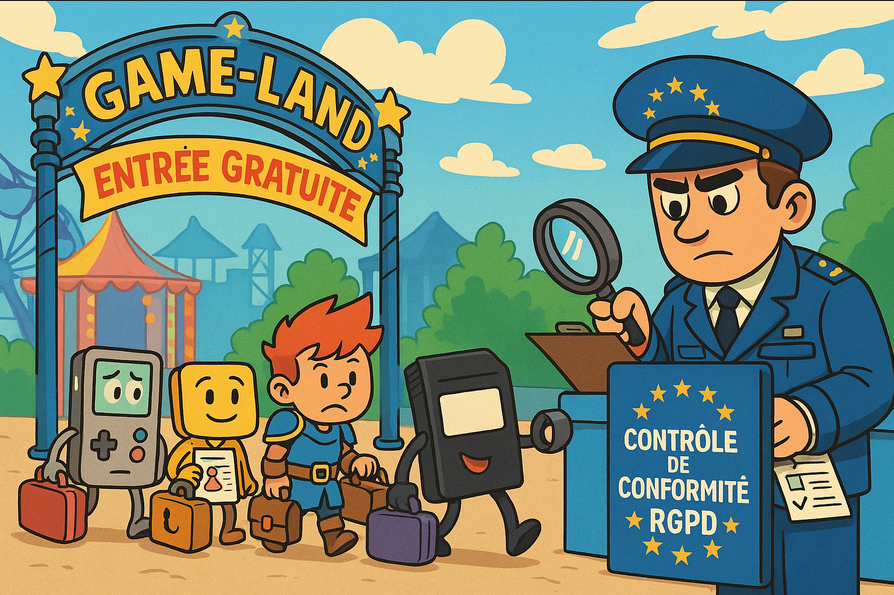 GAME-LAND
ENTRÉE GRATUITE
CONTRÔLE
DE
CONFORMITÉ
RGPD